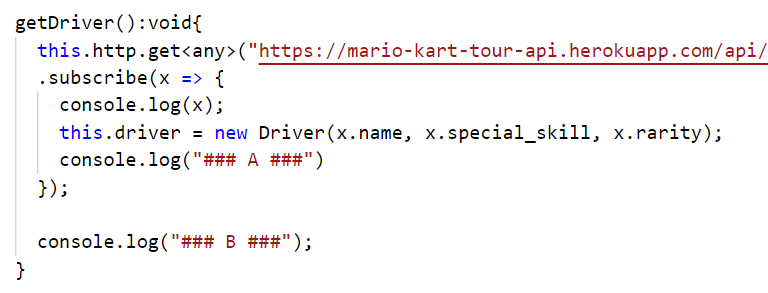 getDriver():void{
this.http.get<any>("https://mario-kart-tour-api.herokuapp.com/api/
.subscribe(x => {
console.log(x);
this.driver = new Driver(x.name, x.special_skill, x.rarity);
console.log("### A ###")
});
console.log("### B ###");
}